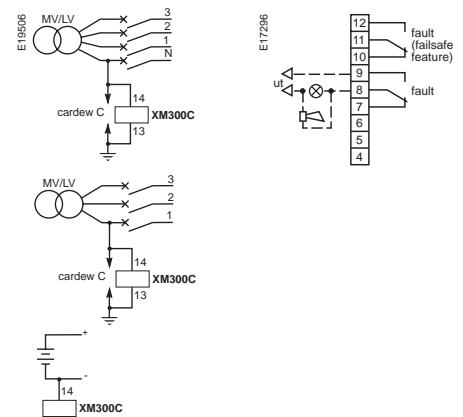 E19506
MV/LV
3
2
1
N
cardew C
14
XM300C
13
MV/LV
3
2
1
cardew C
14
XM300C
13
+
-
14
XM300C
E17296
12
11
10
9
8
7
6
5
4
fault
(failsafe
feature)
fault
ut